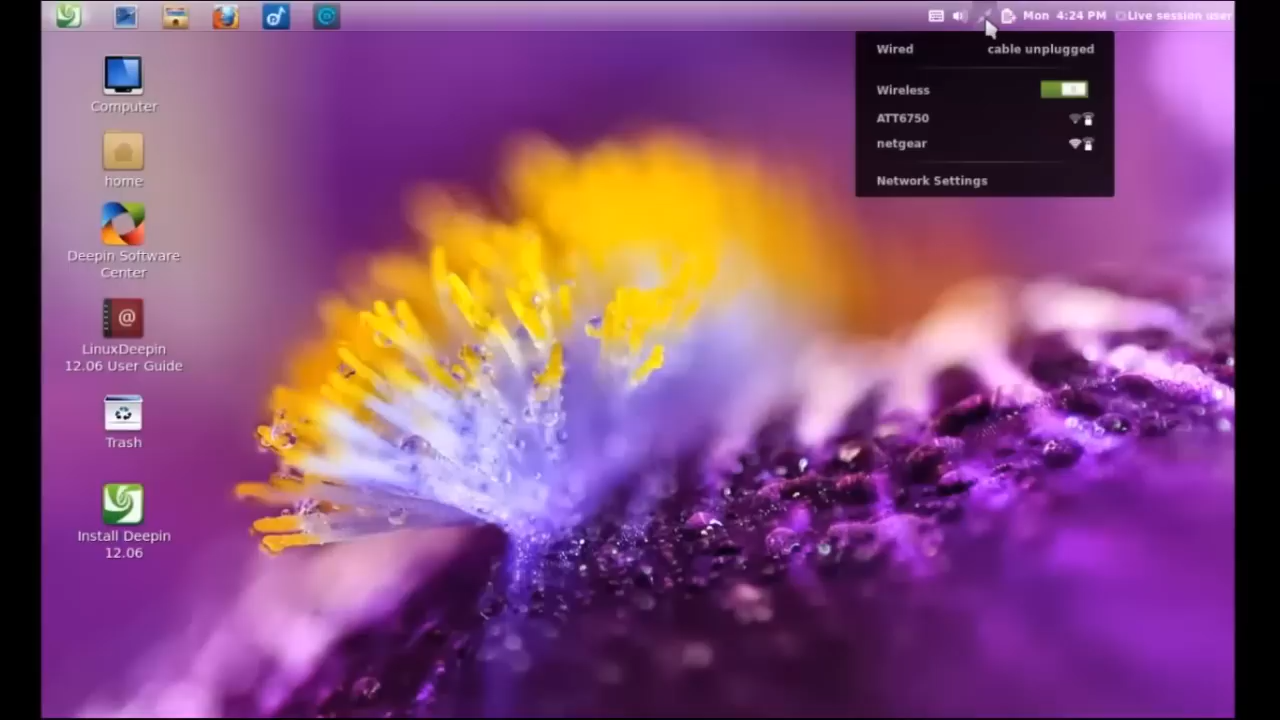 Mon 4:24 PM Live session user
Wired cable unplugged
Wireless
ATT6750
netgear
Network Settings
Computer
home
Deepin Software
Center
LinuxDeepin
12.06 User Guide
Trash
Install Deepin
12.06